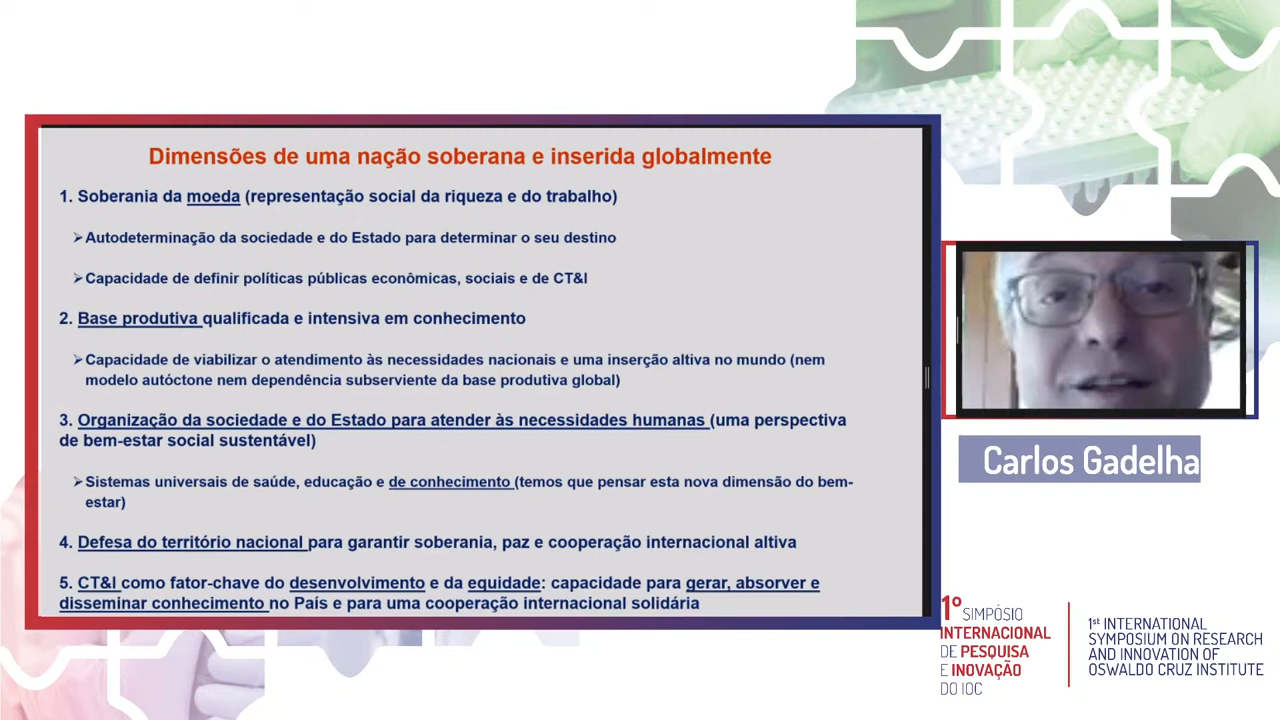 Dimensões de uma nação soberana e inserida globalmente
1. Soberania da moeda (representação social da riqueza e do trabalho)
➢Autodeterminação da sociedade e do Estado para determinar o seu destino
➢Capacidade de definir políticas públicas econômicas, sociais e de CT&I
2. Base produtiva qualificada e intensiva em conhecimento
➢Capacidade de viabilizar o atendimento às necessidades nacionais e uma inserção altiva no mundo (nem
modelo autóctone nem dependência subserviente da base produtiva global)
3. Organização da sociedade e do Estado para atender às necessidades humanas (uma perspectiva
de bem-estar social sustentável)
➢Sistemas universais de saúde, educação e de conhecimento (temos que pensar esta nova dimensão do bem-
estar)
4. Defesa do território nacional para garantir soberania, paz e cooperação internacional altiva
5. CT&I como fator-chave do desenvolvimento e da equidade: capacidade para gerar, absorver e
disseminar conhecimento no País e para uma cooperação internacional solidária
Carlos Gadelha
1º SIMPÓSIO
INTERNACIONAL
DE PESQUISA
E INOVAÇÃO
DO IOC
1st INTERNATIONAL
SYMPOSIUM ON RESEARCH
AND INNOVATION OF
OSWALDO CRUZ INSTITUTE